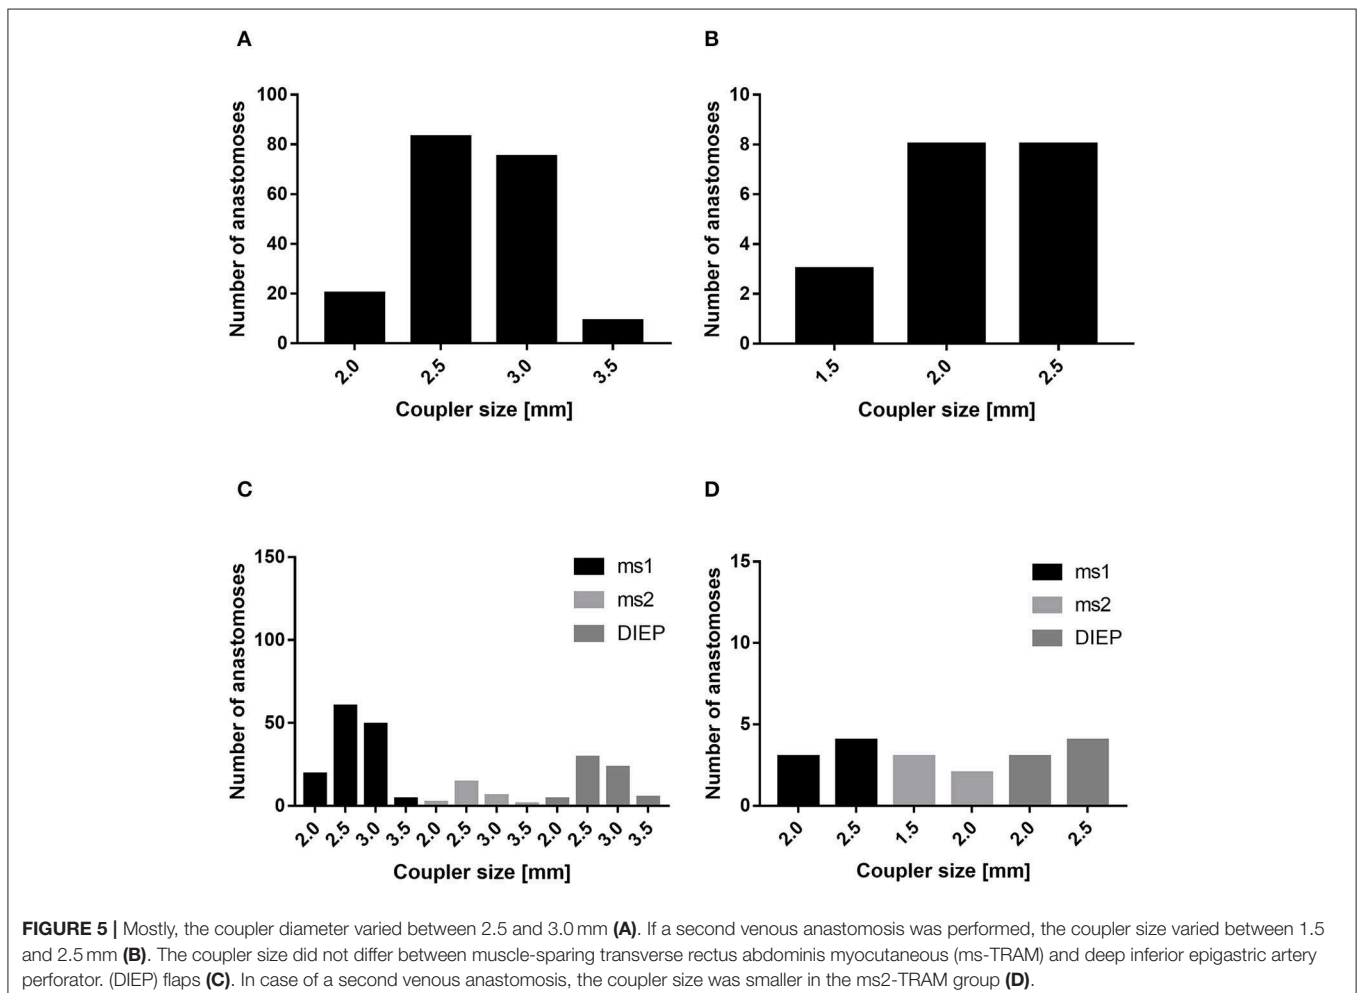 A
Number of anastomoses
100
80
60
40
20
0
2.0 2.5 3.0 3.5
Coupler size [mm]
B
Number of anastomoses
10
8
6
4
2
0
1.5 2.0 2.5
Coupler size [mm]
C
Number of anastomoses
150
100
50
0
ms1
ms2
DIEP
2.0 2.5 3.0 3.5 2.0 2.5 3.0 3.5 2.0 2.5 3.0 3.5
Coupler size [mm]
D
Number of anastomoses
15
10
5
0
ms1
ms2
DIEP
2.0 2.5 1.5 2.0 2.0 2.5
Coupler size [mm]
FIGURE 5 | Mostly, the coupler diameter varied between 2.5 and 3.0 mm (A). If a second venous anastomosis was performed, the coupler size varied between 1.5
and 2.5 mm (B). The coupler size did not differ between muscle-sparing transverse rectus abdominis myocutaneous (ms-TRAM) and deep inferior epigastric artery
perforator. (DIEP) flaps (C). In case of a second venous anastomosis, the coupler size was smaller in the ms2-TRAM group (D).